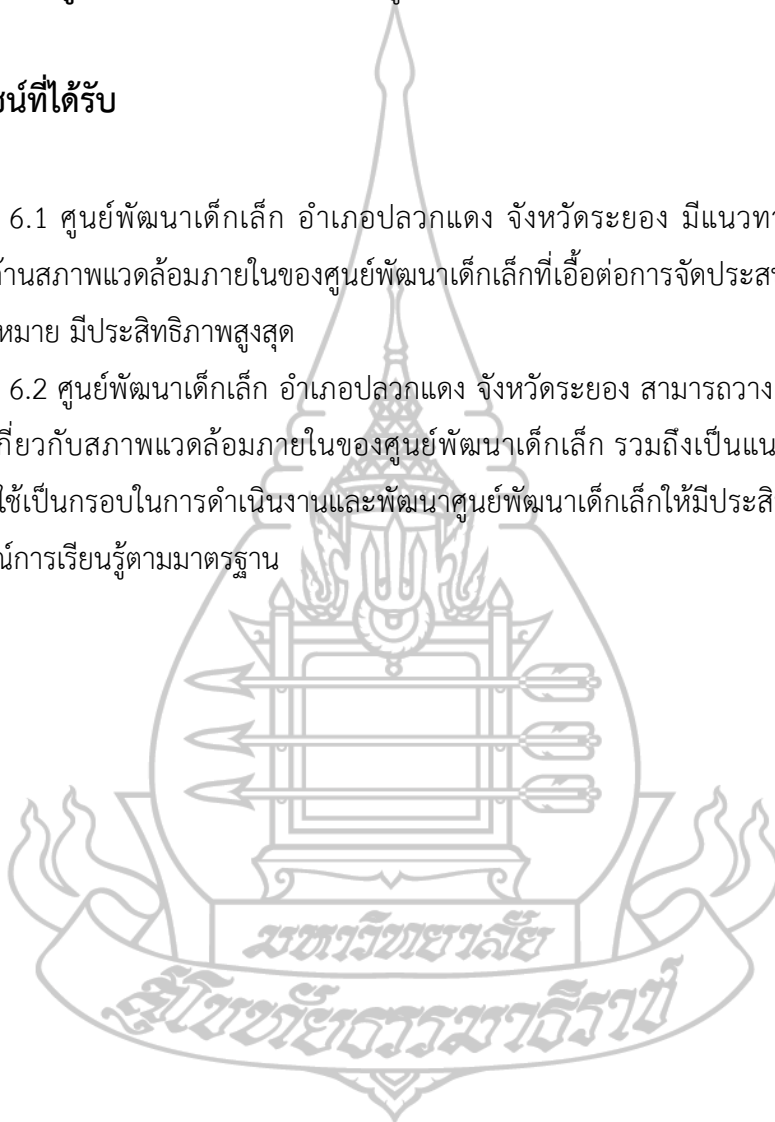 ชน์ที่ได้รับ
6.1 ศูนย์พัฒนาเด็กเล็ก อำเภอปลวกแดง จังหวัดระยอง มีแนวทา
ด้านสภาพแวดล้อมภายในของศูนย์พัฒนาเด็กเล็กที่เอื้อต่อการจัดประส
หมาย มีประสิทธิภาพสูงสุด
6.2 ศูนย์พัฒนาเด็กเล็ก อำเภอปลวกแดง จังหวัดระยอง สามารถวาง
กี่ยวกับสภาพแวดล้อมภายในของศูนย์พัฒนาเด็กเล็ก รวมถึงเป็นแน
ใช้เป็นกรอบในการดำเนินงานและพัฒนาศูนย์พัฒนาเด็กเล็กให้มีประสิ
ณ์การเรียนรู้ตามมาตรฐาน
มหาวิทยาลัย
สุโขทัยธรรมาธิราช